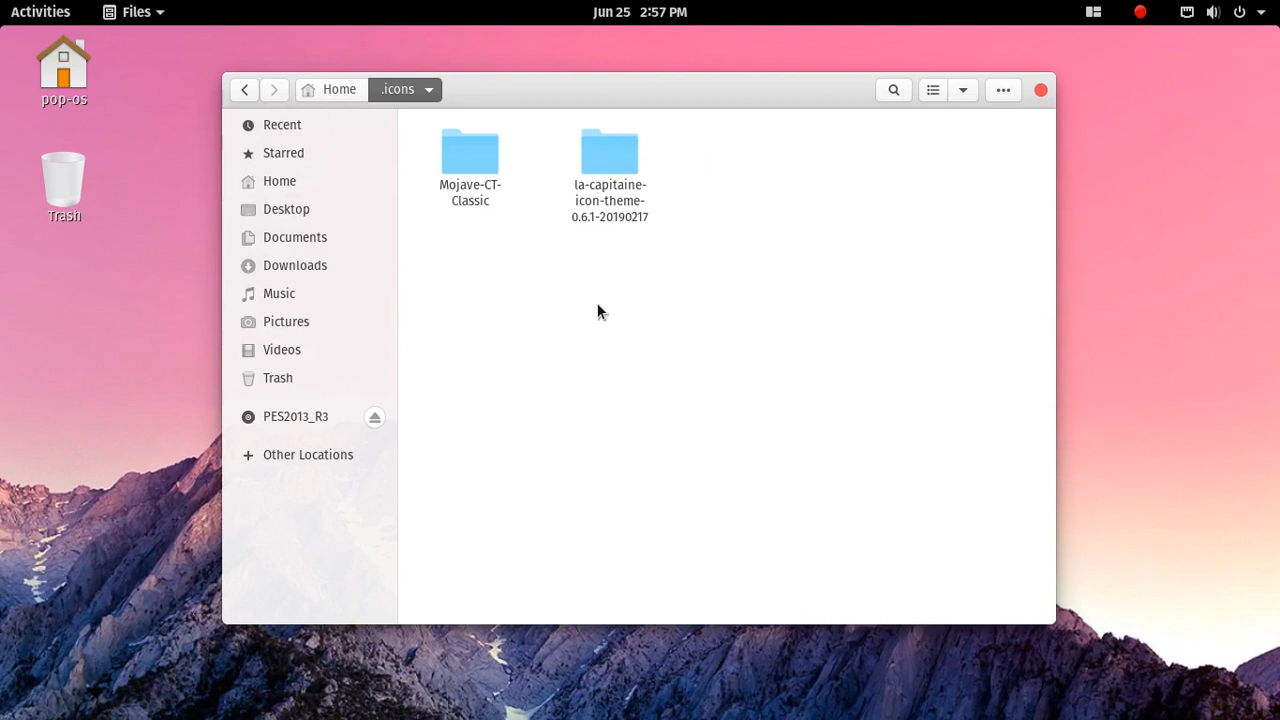 Activities
Files
Jun 25 2:57 PM
pop-os
Trash
Home
.icons
Recent
Starred
Home
Desktop
Documents
Downloads
Music
Pictures
Videos
Trash
PES2013_R3
Other Locations
Mojave-CT-
Classic
la-capitaine-
icon-theme-
0.6.1-20190217